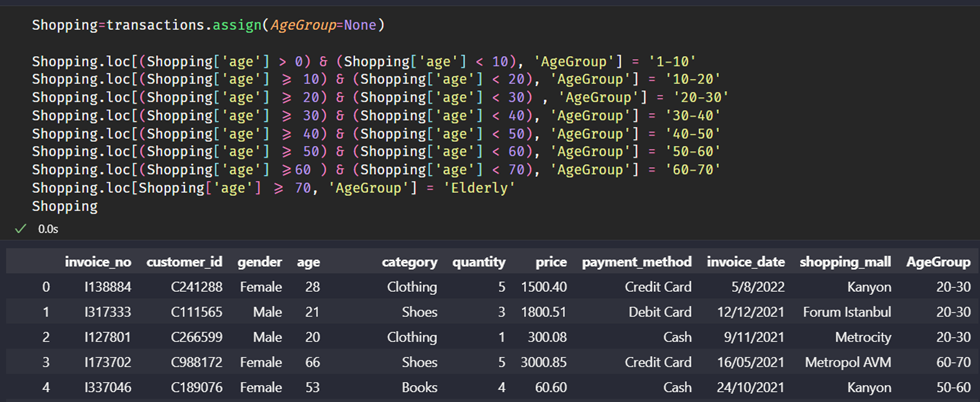 Shopping=transactions.assign(AgeGroup=None)
Shopping.loc[(Shopping['age'] > 0) & (Shopping['age'] < 10), 'AgeGroup'] = '1-10'
Shopping.loc[(Shopping['age'] >= 10) & (Shopping['age'] < 20), 'AgeGroup'] = '10-20'
Shopping.loc[(Shopping['age'] >= 20) & (Shopping['age'] < 30) , 'AgeGroup'] = '20-30'
Shopping.loc[(Shopping['age'] >= 30) & (Shopping['age'] < 40), 'AgeGroup'] = '30-40'
Shopping.loc[(Shopping['age'] >= 40) & (Shopping['age'] < 50), 'AgeGroup'] = '40-50'
Shopping.loc[(Shopping['age'] >= 50) & (Shopping['age'] < 60), 'AgeGroup'] = '50-60'
Shopping.loc[(Shopping['age'] >=60 ) & (Shopping['age'] < 70), 'AgeGroup'] = '60-70'
Shopping.loc[Shopping['age'] >= 70, 'AgeGroup'] = 'Elderly'
Shopping
✓ 0.0s
invoice_no customer_id gender age category quantity price payment_method invoice_date shopping_mall AgeGroup
0 I138884 C241288 Female 28 Clothing 5 1500.40 Credit Card 5/8/2022 Kanyon 20-30
1 I317333 C111565 Male 21 Shoes 3 1800.51 Debit Card 12/12/2021 Forum Istanbul 20-30
2 I127801 C266599 Male 20 Clothing 1 300.08 Cash 9/11/2021 Metrocity 20-30
3 I173702 C988172 Female 66 Shoes 5 3000.85 Credit Card 16/05/2021 Metropol AVM 60-70
4 I337046 C189076 Female 53 Books 4 60.60 Cash 24/10/2021 Kanyon 50-60